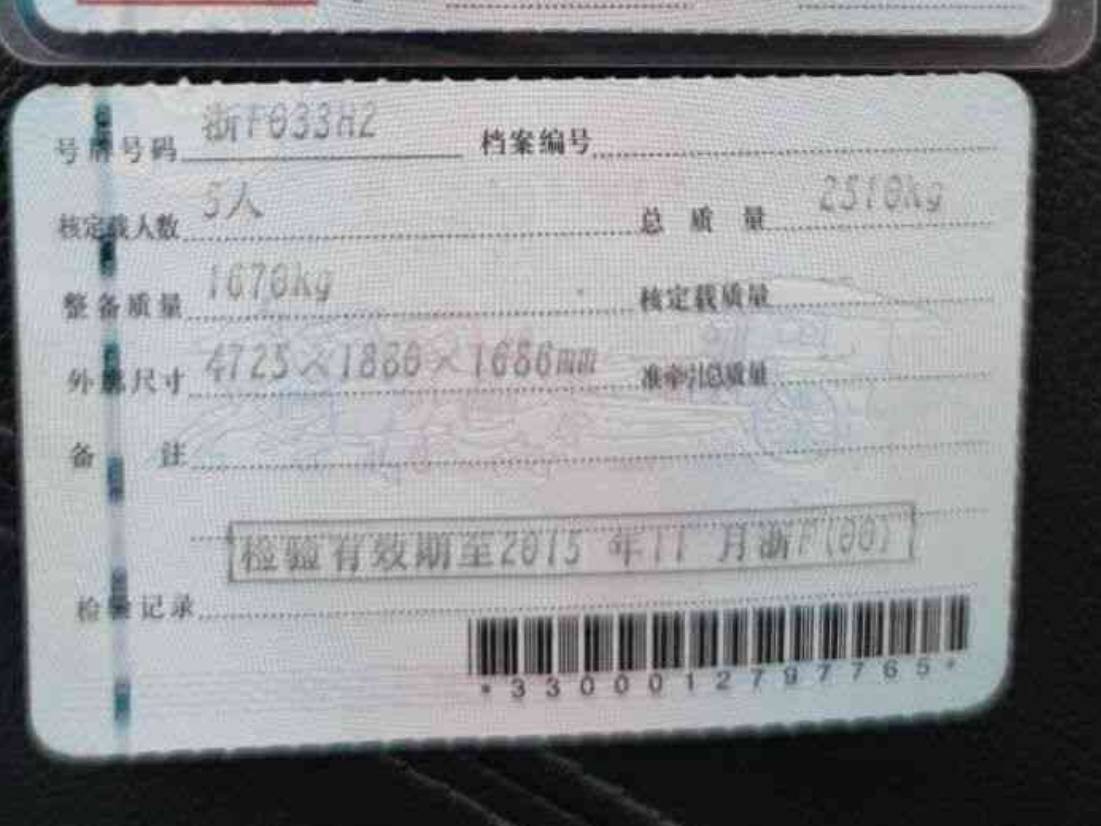 号牌号码 浙F033H2 档案编号
核定载人数 5人 总质量 2510kg
整备质量 1670kg 核定载质量
外廓尺寸 4725×1880×1686mm 准牵引总质量
备注
检验有效期至2015年11月浙F(00)
检验记录
*3300012797765*